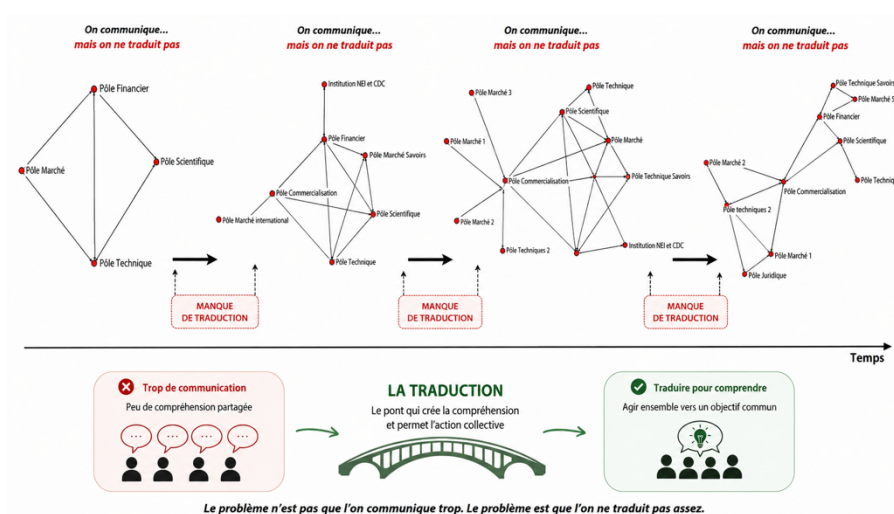 On communique...
mais on ne traduit pas
On communique...
mais on ne traduit pas
On communique...
mais on ne traduit pas
On communique...
mais on ne traduit pas
Pôle Financier
Pôle Marché
Pôle Scientifique
Pôle Technique
Institution NEI et CDC
Pôle Financier
Pôle Marché Savoirs
Pôle Commercialisation
Pôle Scientifique
Pôle Marché international
Pôle Technique
Pôle Marché 3
Pôle Technique
Pôle Scientifique
Pôle Marché 1
Pôle Marché
Pôle Commercialisation
Pôle Technique Savoirs
Pôle Marché 2
Pôle Techniques 2
Institution NEI et CDC
Pôle Technique Savoirs
Pôle Marché 5
Pôle Financier
Pôle Scientifique
Pôle Marché 2
Pôle Commercialisation
Pôle Techniq
Pôle techniques 2
Pôle Marché 1
Pôle Juridique
MANQUE
DE TRADUCTION
MANQUE
DE TRADUCTION
MANQUE
DE TRADUCTION
Temps
Trop de communication
Peu de compréhension partagée
LA TRADUCTION
Le pont qui crée la compréhension
et permet l'action collective
Traduire pour comprendre
Agir ensemble vers un objectif commun
Le problème n'est pas que l'on communique trop. Le problème est que l'on ne traduit pas assez.